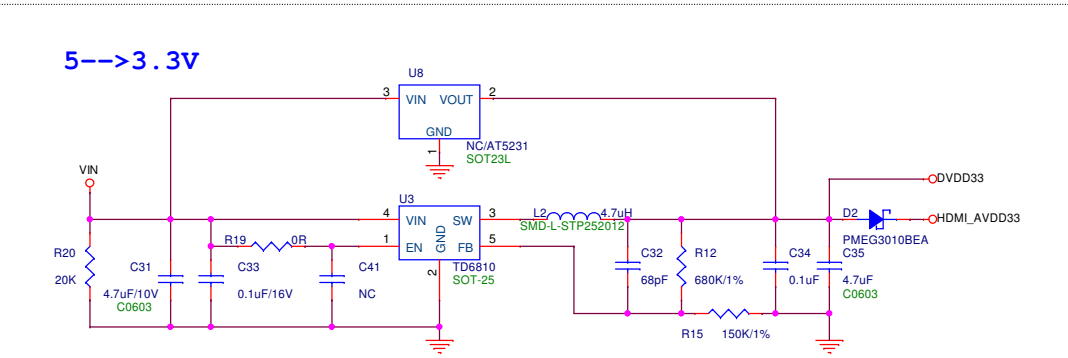 5-->3.3V
U8
3 VIN VOUT 2
GND
1
NC/AT5231
SOT23L
VIN
DVDD33
U3
4 VIN SW 3
L2 4.7uH
SMD-L-STP252012
D2
HDMI_AVDD33
PMEG3010BEA
R19 0R
1 EN GND FB 5
R20
20K
C31
4.7uF/10V
C0603
C33
0.1uF/16V
C41
NC
2
TD6810
SOT-25
C32
68pF
R12
680K/1%
C34
0.1uF
C35
4.7uF
C0603
R15 150K/1%